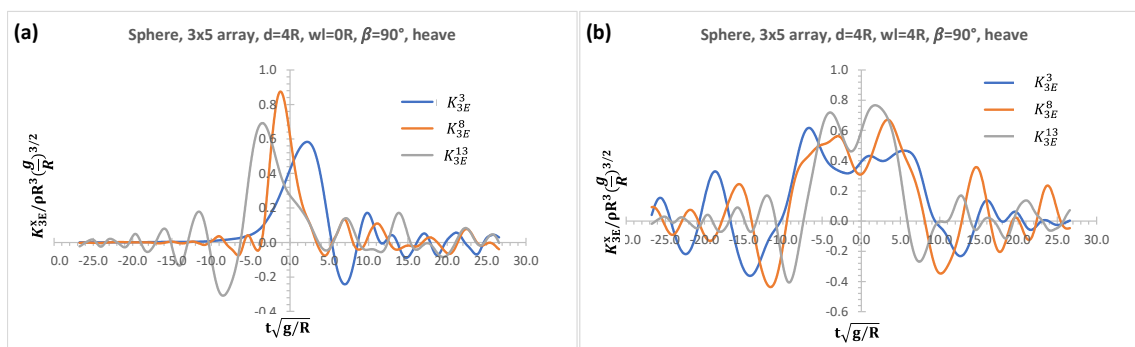 (a)
Sphere, 3x5 array, d=4R, wl=0R, β=90°, heave
1.0
0.8
0.6
0.4
0.2
0.0
-0.2
-0.4
0.0 -25.0 -20.0 -15.0 -10.0 -5.0 0.0 5.0 10.0 15.0 20.0 25.0 30.0
K³₃E
K⁸₃E
K¹³₃E
Kˣ₃E/ρR³(g/R)³/²
t√g/R
(b)
Sphere, 3x5 array, d=4R, wl=4R, β=90°, heave
1.0
0.8
0.6
0.4
0.2
0.0
-0.2
-0.4
-0.6
30.0 -25.0 -20.0 -15.0 -10.0 -5.0 0.0 5.0 10.0 15.0 20.0 25.0 30.0
K³₃E
K⁸₃E
K¹³₃E
Kˣ₃E/ρR³(g/R)³/²
t√g/R